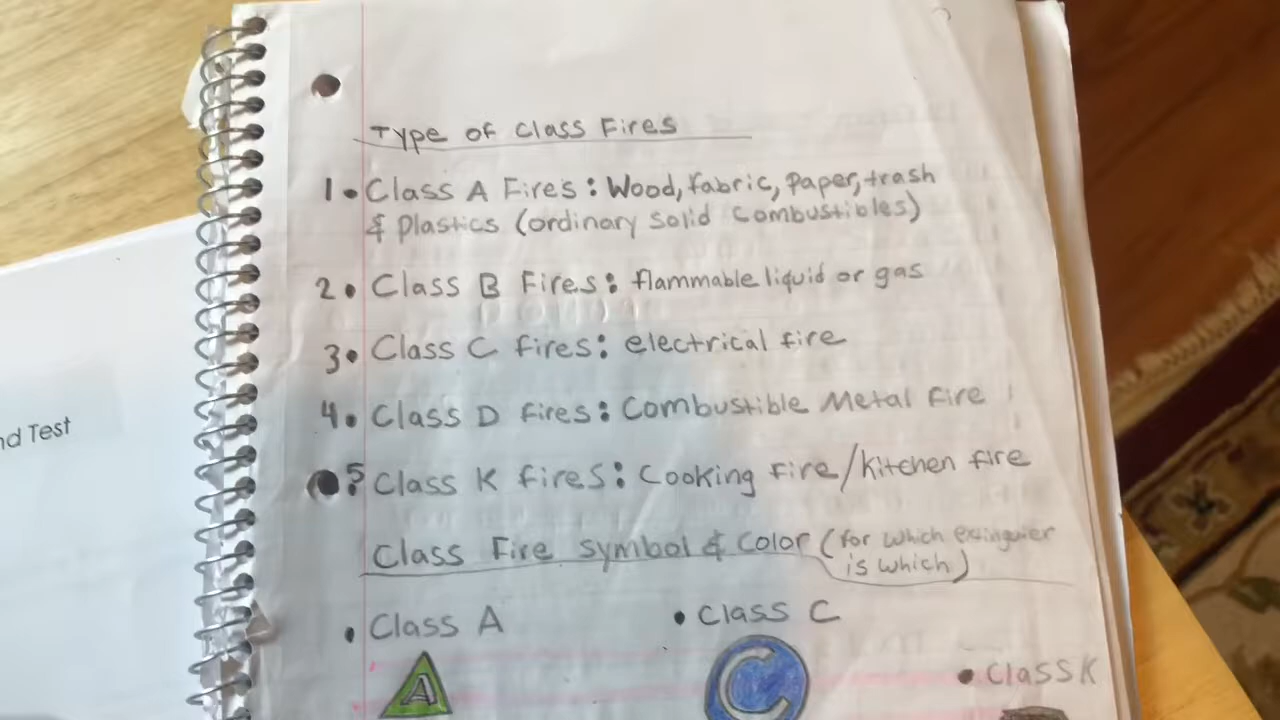 Type of Class Fires
1. Class A Fires: Wood, fabric, paper, trash
& Plastics (ordinary solid combustibles)
2. Class B Fires: flammable liquid or gas
3. Class C fires: electrical fire
4. Class D fires: Combustible Metal Fire
5. Class K fires: Cooking fire/kitchen fire
Class Fire symbol & Color (for which exinguier
is which)
• Class A
• Class C
• Class K
A
C
nd Test